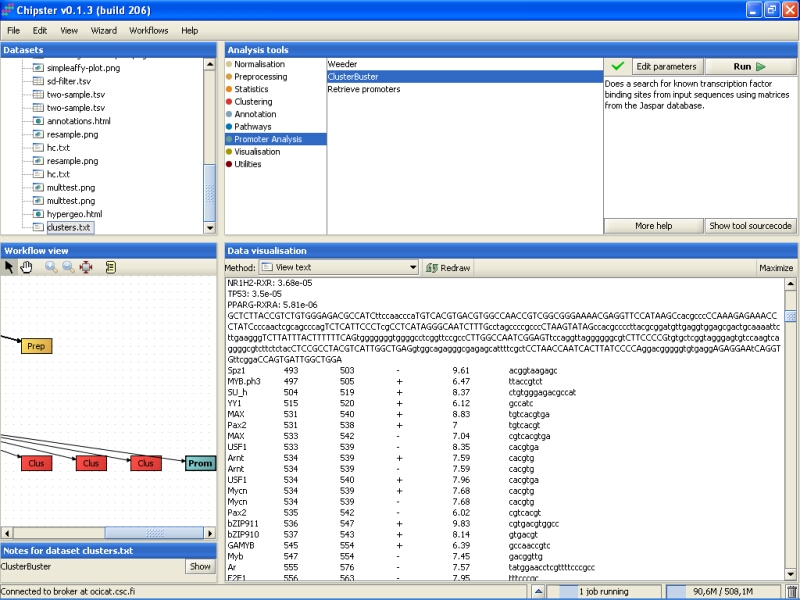 Chipster v0.1.3 (build 206)
File Edit View Wizard Workflows Help
Datasets
simpleaffy-plot.png
sd-filter.tsv
two-sample.tsv
two-sample.tsv
annotations.html
resample.png
hc.txt
resample.png
hc.txt
multtest.png
multtest.png
hypergeo.html
clusters.txt
Analysis tools
Normalisation
Preprocessing
Statistics
Clustering
Annotation
Pathways
Promoter Analysis
Visualisation
Utilities
Weeder
ClusterBuster
Retrieve promoters
Edit parameters
Run
Does a search for known transcription factor
binding sites from input sequences using matrices
from the Jaspar database.
More help
Show tool sourcecode
Workflow view
Prep
Clus
Clus
Clus
Prom
Notes for dataset clusters.txt
ClusterBuster
Show
Data visualisation
Method:
View text
Redraw
Maximize
NR1H2-RXR: 3.68e-05
TP53: 3.5e-05
PPARG-RXRA: 5.81e-06
Spz1 493 503 - 9.61 acggtaagagc
MYB.ph3 497 505 + 6.47 ttaccgtct
SU_h 504 519 + 8.37 ctgtgggagacgccat
YY1 515 520 + 6.12 gccatc
MAX 531 540 + 8.83 tgtcacgtga
Pax2 531 538 + 7 tgtcacgt
MAX 533 542 - 7.04 cgtcacgtga
USF1 533 539 - 8.35 cacgtga
Arnt 534 539 + 7.59 cacgtg
Arnt 534 539 - 7.59 cacgtg
USF1 534 540 + 7.96 cacgtga
Mycn 534 539 + 7.68 cacgtg
Mycn 534 539 - 7.68 cacgtg
Pax2 535 542 - 6.02 cgtcacgt
bZIP911 536 547 + 9.83 cgtgacgtggcc
bZIP910 537 543 + 8.14 gtgacgt
GAMYB 545 554 + 6.39 gccaaccgtc
Myb 547 554 - 7.45 gacggttg
Ar 555 576 - 7.57 tatggaacctcgttttcccgcc
E2F1 556 563 - 7.95 tttcccgc
Connected to broker at ocicat.csc.fi
1 job running
90,6M / 508,1M